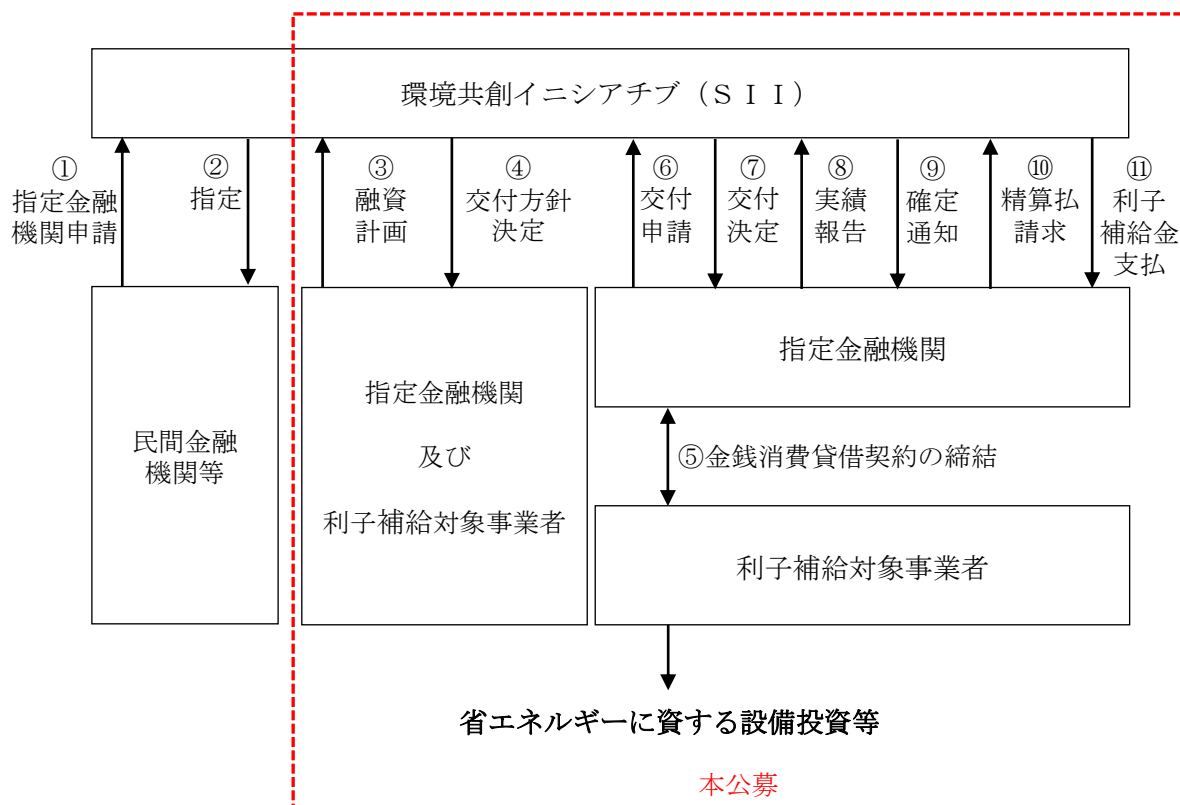 環境共創イニシアチブ（ＳＩＩ）
①
指定金融
機関申請
②
指定
③
融資
計画
④
交付方針
決定
⑥
交付
申請
⑦
交付
決定
⑧
実績
報告
⑨
確定
通知
⑩
精算払
請求
⑪
利子
補給金
支払
民間金融
機関等
指定金融機関
及び
利子補給対象事業者
指定金融機関
⑤金銭消費貸借契約の締結
利子補給対象事業者
省エネルギーに資する設備投資等
本公募